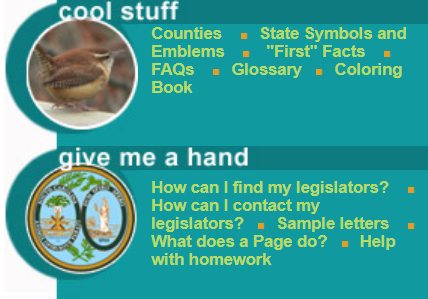 cool stuff
Counties ▪ State Symbols and
Emblems ▪ "First" Facts ▪
FAQs ▪ Glossary ▪ Coloring
Book
give me a hand
How can I find my legislators? ▪
How can I contact my
legislators? ▪ Sample letters ▪
What does a Page do? ▪ Help
with homework